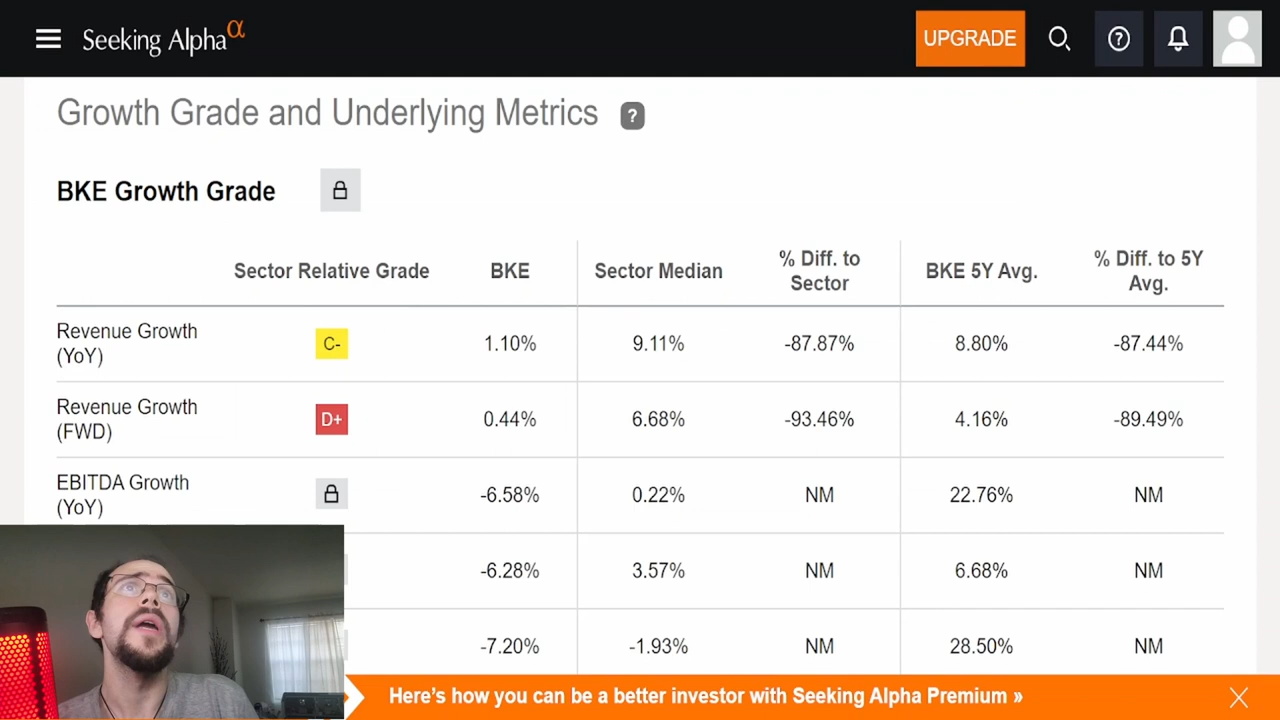 Seeking Alpha α
UPGRADE
Growth Grade and Underlying Metrics ?
BKE Growth Grade
Sector Relative Grade BKE Sector Median % Diff. to Sector BKE 5Y Avg. % Diff. to 5Y Avg.
Revenue Growth (YoY) C- 1.10% 9.11% -87.87% 8.80% -87.44%
Revenue Growth (FWD) D+ 0.44% 6.68% -93.46% 4.16% -89.49%
EBITDA Growth (YoY) -6.58% 0.22% NM 22.76% NM
-6.28% 3.57% NM 6.68% NM
-7.20% -1.93% NM 28.50% NM
Here's how you can be a better investor with Seeking Alpha Premium »